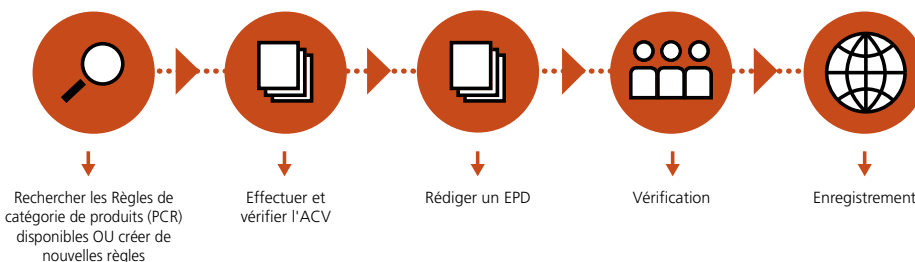 Rechercher les Règles de
catégorie de produits (PCR)
disponibles OU créer de
nouvelles règles
Effectuer et
vérifier l'ACV
Rédiger un EPD
Vérification
Enregistrement